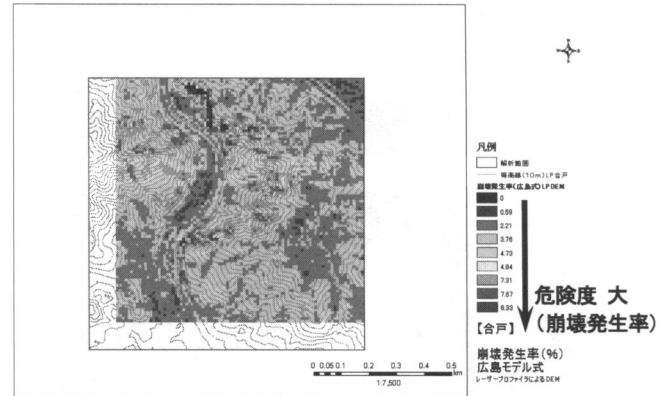 凡例
解析範囲
等高線(10m)LP合戸
崩壊発生率(広島式)LPDEM
0
0.59
2.21
3.76
4.73
4.94
7.31
7.67
8.33
危険度 大
(崩壊発生率)
【合戸】
崩壊発生率(%)
広島モデル式
レーザープロファイラによるDEM
0 0.05 0.1 0.2 0.3 0.4 0.5
km
1:7,500